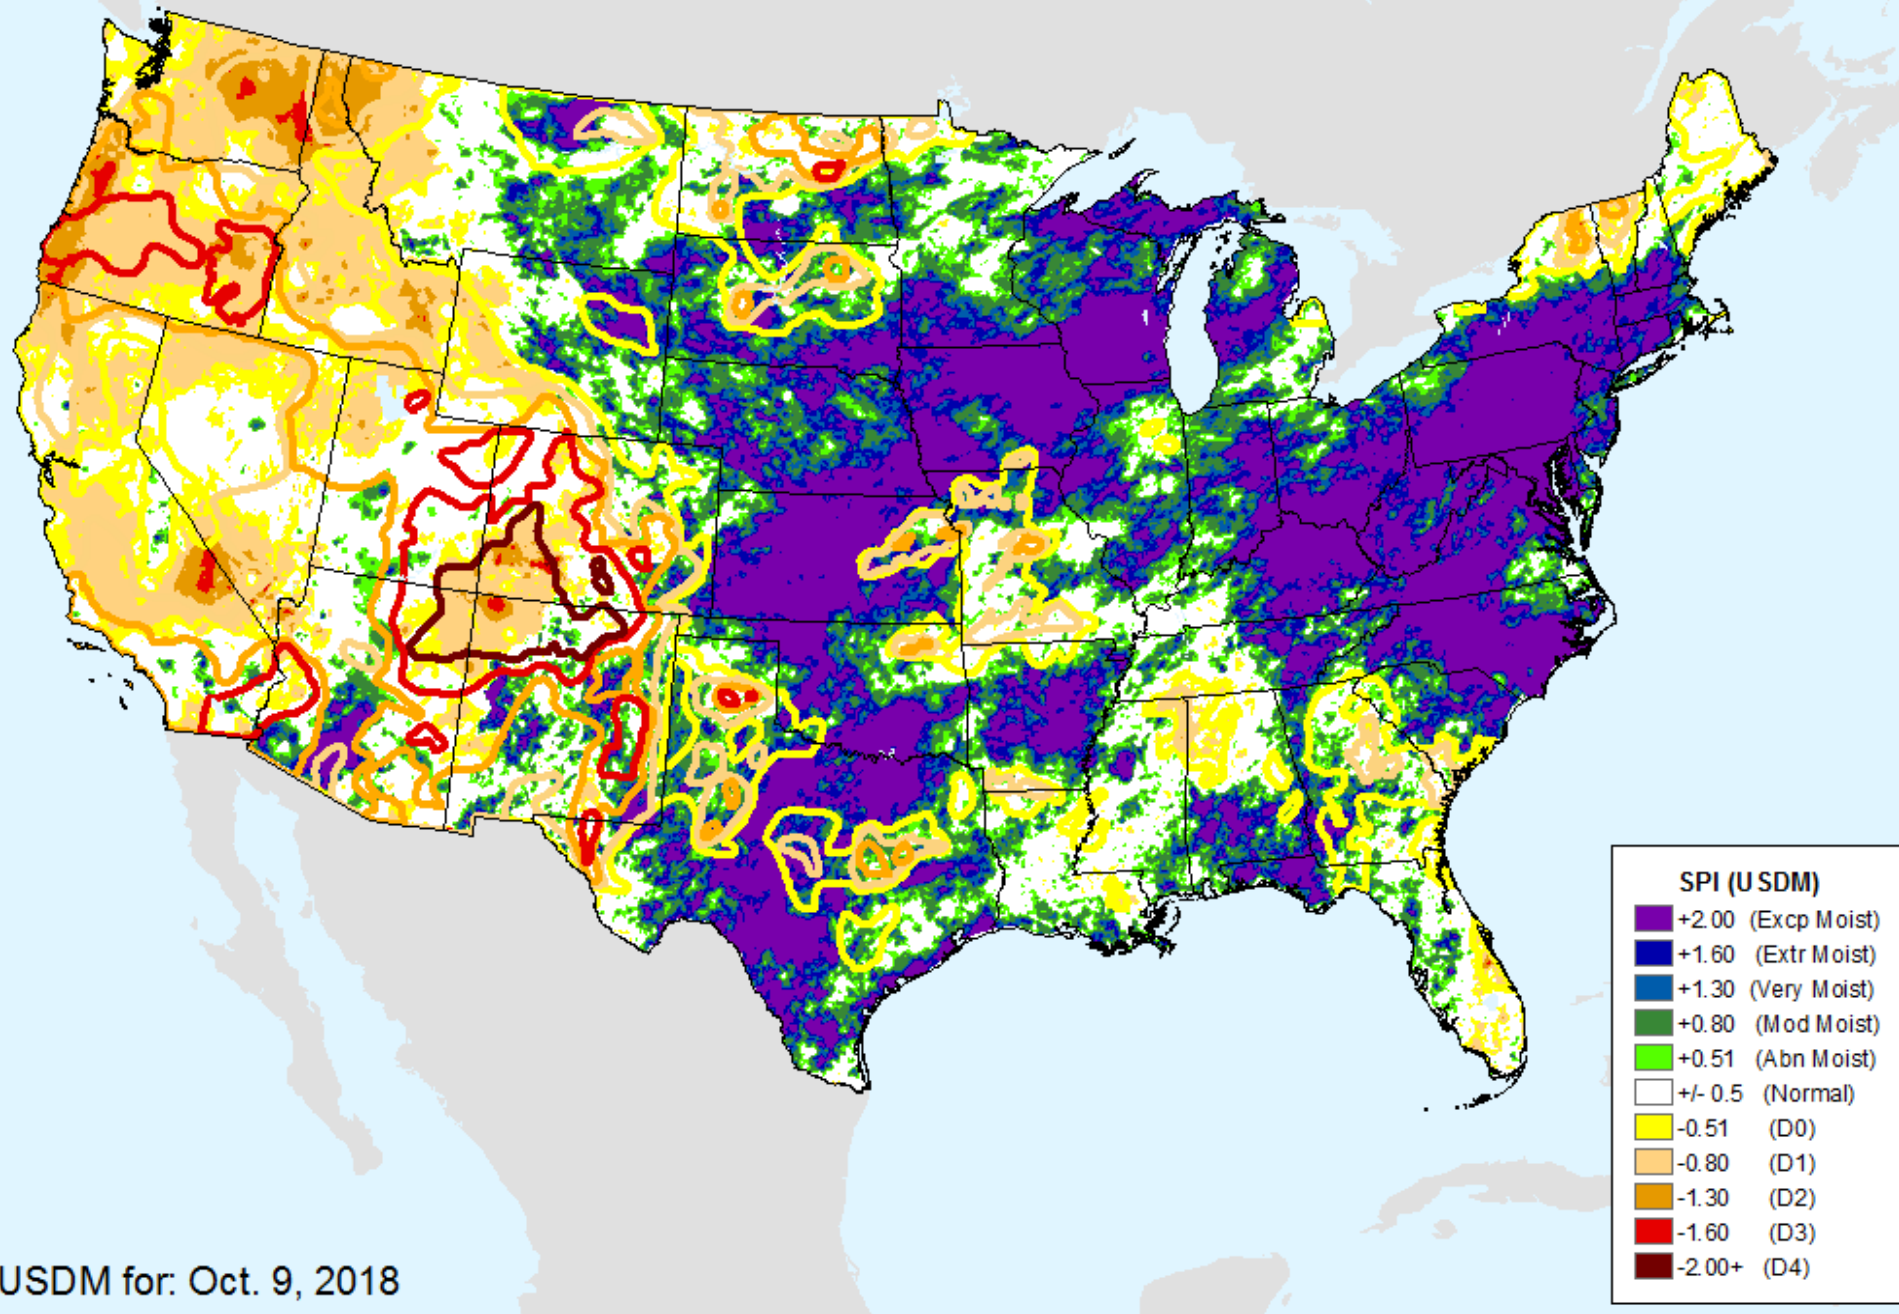 SPI (USDM)
+2.00 (Excp Moist)
+1.60 (Extr Moist)
+1.30 (Very Moist)
+0.80 (Mod Moist)
+0.51 (Abn Moist)
+/- 0.5 (Normal)
-0.51 (D0)
-0.80 (D1)
-1.30 (D2)
-1.60 (D3)
-2.00+ (D4)
USDM for: Oct. 9, 2018